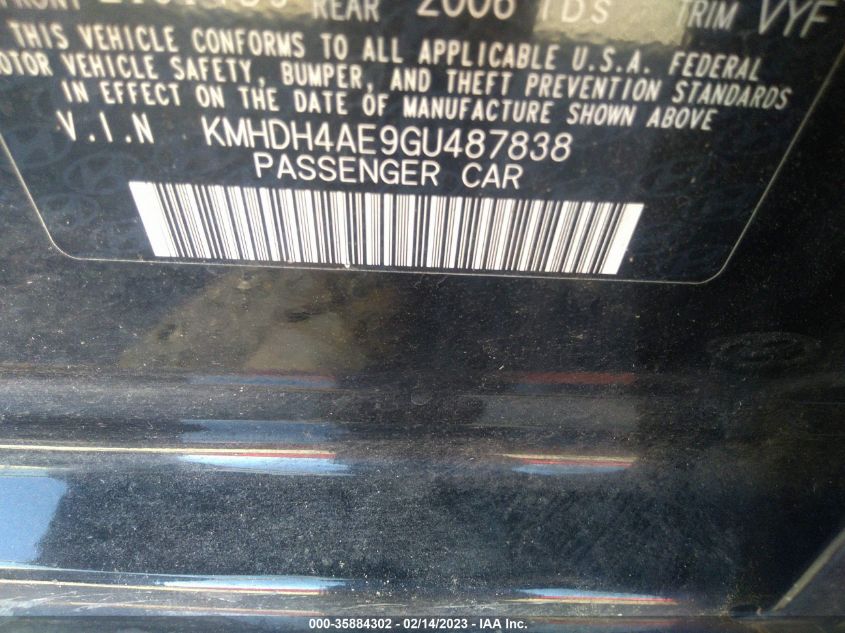 REAR 2006 LBS TRIM VYF
THIS VEHICLE CONFORMS TO ALL APPLICABLE U.S.A. FEDERAL
MOTOR VEHICLE SAFETY, BUMPER, AND THEFT PREVENTION STANDARDS
IN EFFECT ON THE DATE OF MANUFACTURE SHOWN ABOVE
V.I.N KMHDH4AE9GU487838
PASSENGER CAR
000-35884302 - 02/14/2023 - IAA Inc.